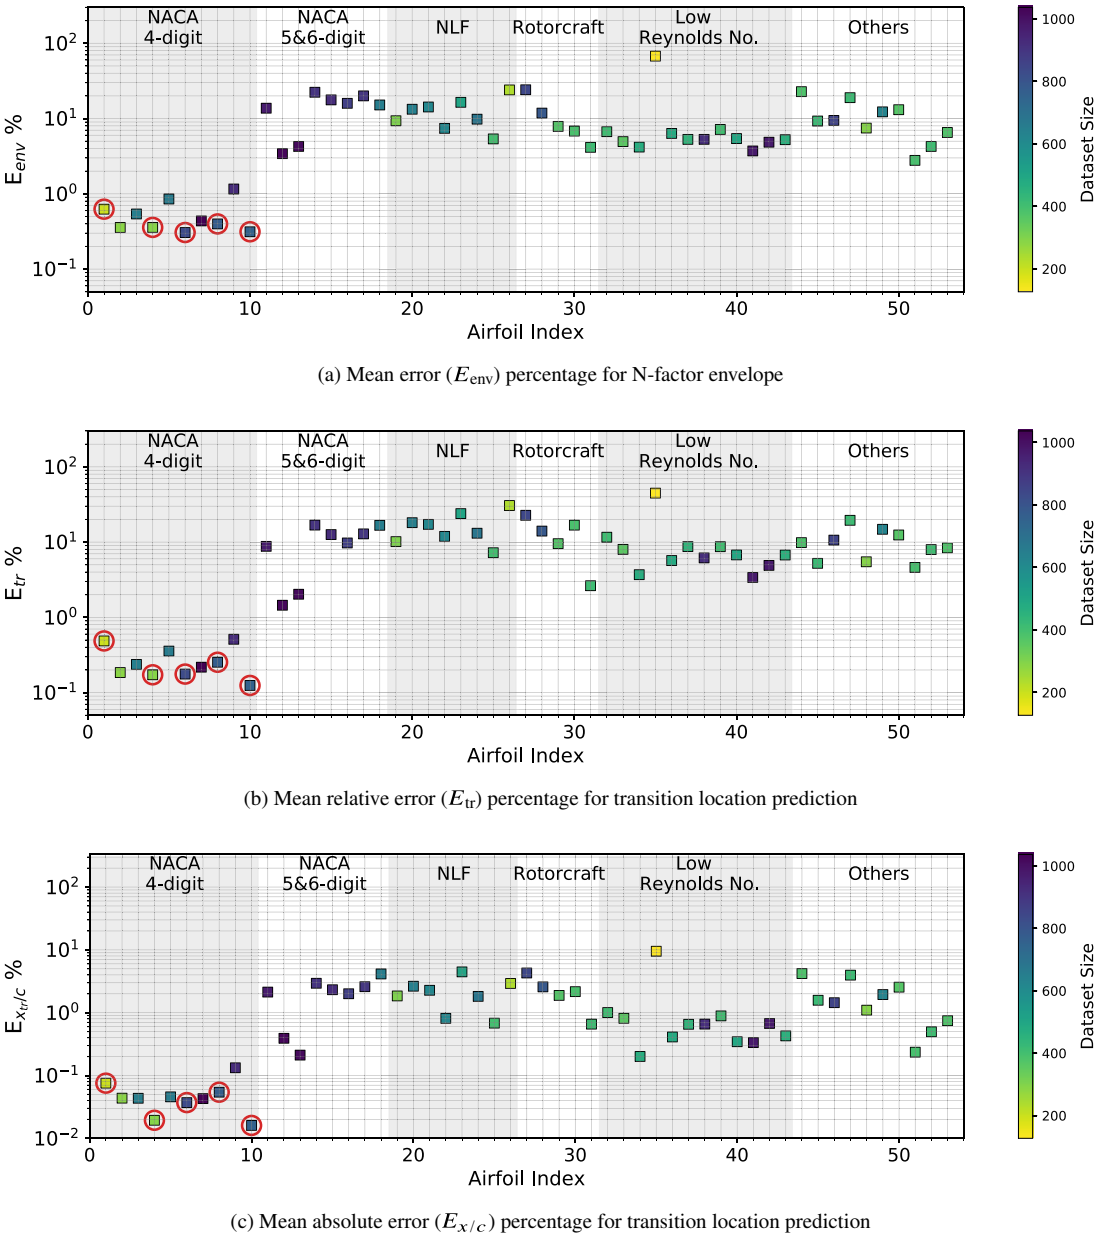 NACA
4-digit
NACA
5&6-digit
NLF
Rotorcraft
Low
Reynolds No.
Others
E_env %
10^2
10^1
10^0
10^−1
0
10
20
30
40
50
Airfoil Index
1000
800
600
400
200
Dataset Size
(a) Mean error (E_env) percentage for N-factor envelope
NACA
4-digit
NACA
5&6-digit
NLF
Rotorcraft
Low
Reynolds No.
Others
E_tr %
10^2
10^1
10^0
10^−1
0
10
20
30
40
50
Airfoil Index
1000
800
600
400
200
Dataset Size
(b) Mean relative error (E_tr) percentage for transition location prediction
NACA
4-digit
NACA
5&6-digit
NLF
Rotorcraft
Low
Reynolds No.
Others
E_{x_{tr}/c} %
10^2
10^1
10^0
10^−1
10^−2
0
10
20
30
40
50
Airfoil Index
1000
800
600
400
200
Dataset Size
(c) Mean absolute error (E_{x/c}) percentage for transition location prediction